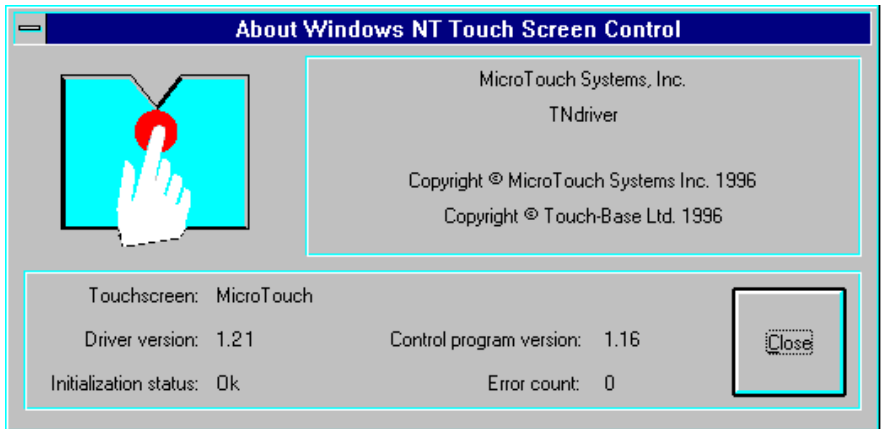 About Windows NT Touch Screen Control
MicroTouch Systems, Inc.
TNdriver
Copyright © MicroTouch Systems Inc. 1996
Copyright © Touch-Base Ltd. 1996
Touchscreen: MicroTouch
Driver version: 1.21 Control program version: 1.16
Initialization status: Ok Error count: 0
Close